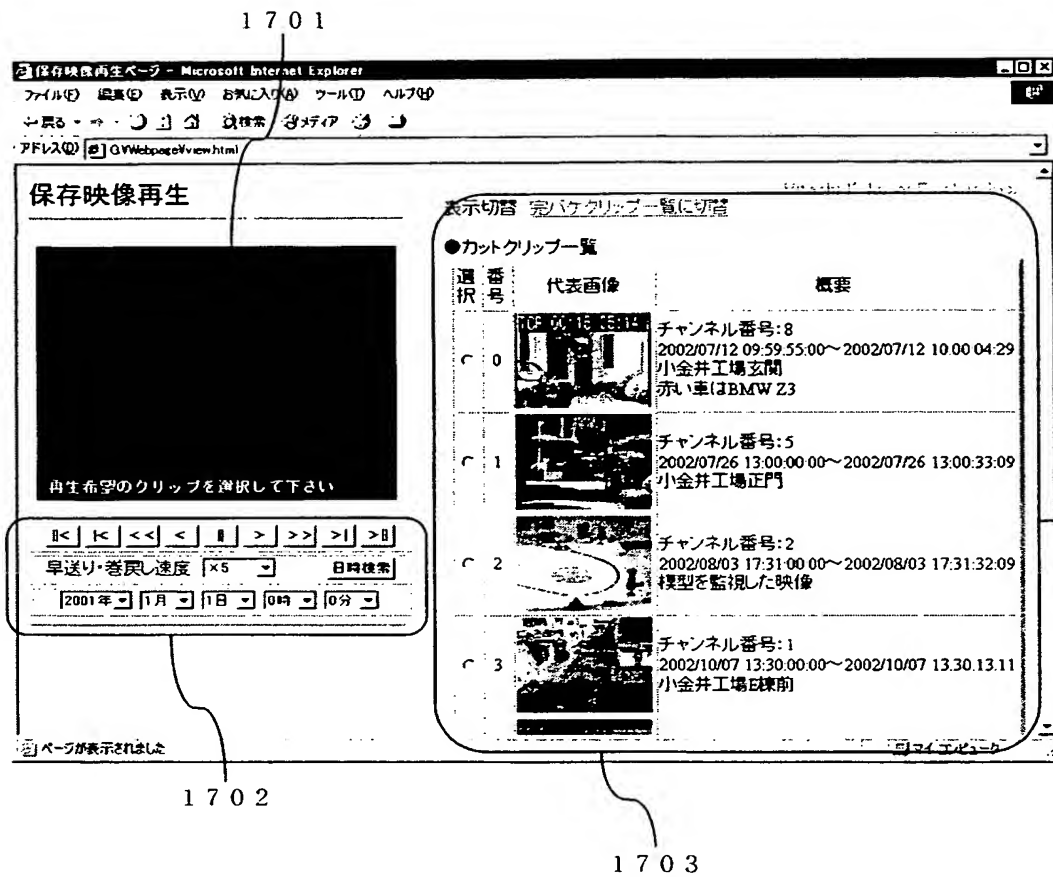 1701
保存映像再生ページ - Microsoft Internet Explorer
ファイル(F) 編集(E) 表示(V) お気に入り(A) ツール(T) ヘルプ(H)
戻る 検索 メディア
アドレス(D) G:¥Webpage¥view.html
保存映像再生
再生希望のクリップを選択して下さい
||< |< << < || > >> >| >||
早送り・巻戻し速度 ×5 日時検索
2001年 1月 1日 0時 0分
表示切替 完パケクリップ一覧に切替
●カットクリップ一覧
選択 番号 代表画像 概要
0
チャンネル番号:8
2002/07/12 09:59:55:00～2002/07/12 10:00:04:29
小金井工場玄関
赤い車はBMW Z3
1
チャンネル番号:5
2002/07/26 13:00:00:00～2002/07/26 13:00:33:09
小金井工場正門
2
チャンネル番号:2
2002/08/03 17:31:00:00～2002/08/03 17:31:32:09
模型を監視した映像
3
チャンネル番号:1
2002/10/07 13:30:00:00～2002/10/07 13:30:13:11
小金井工場E棟前
ページが表示されました
マイ コンピュータ
1702
1703